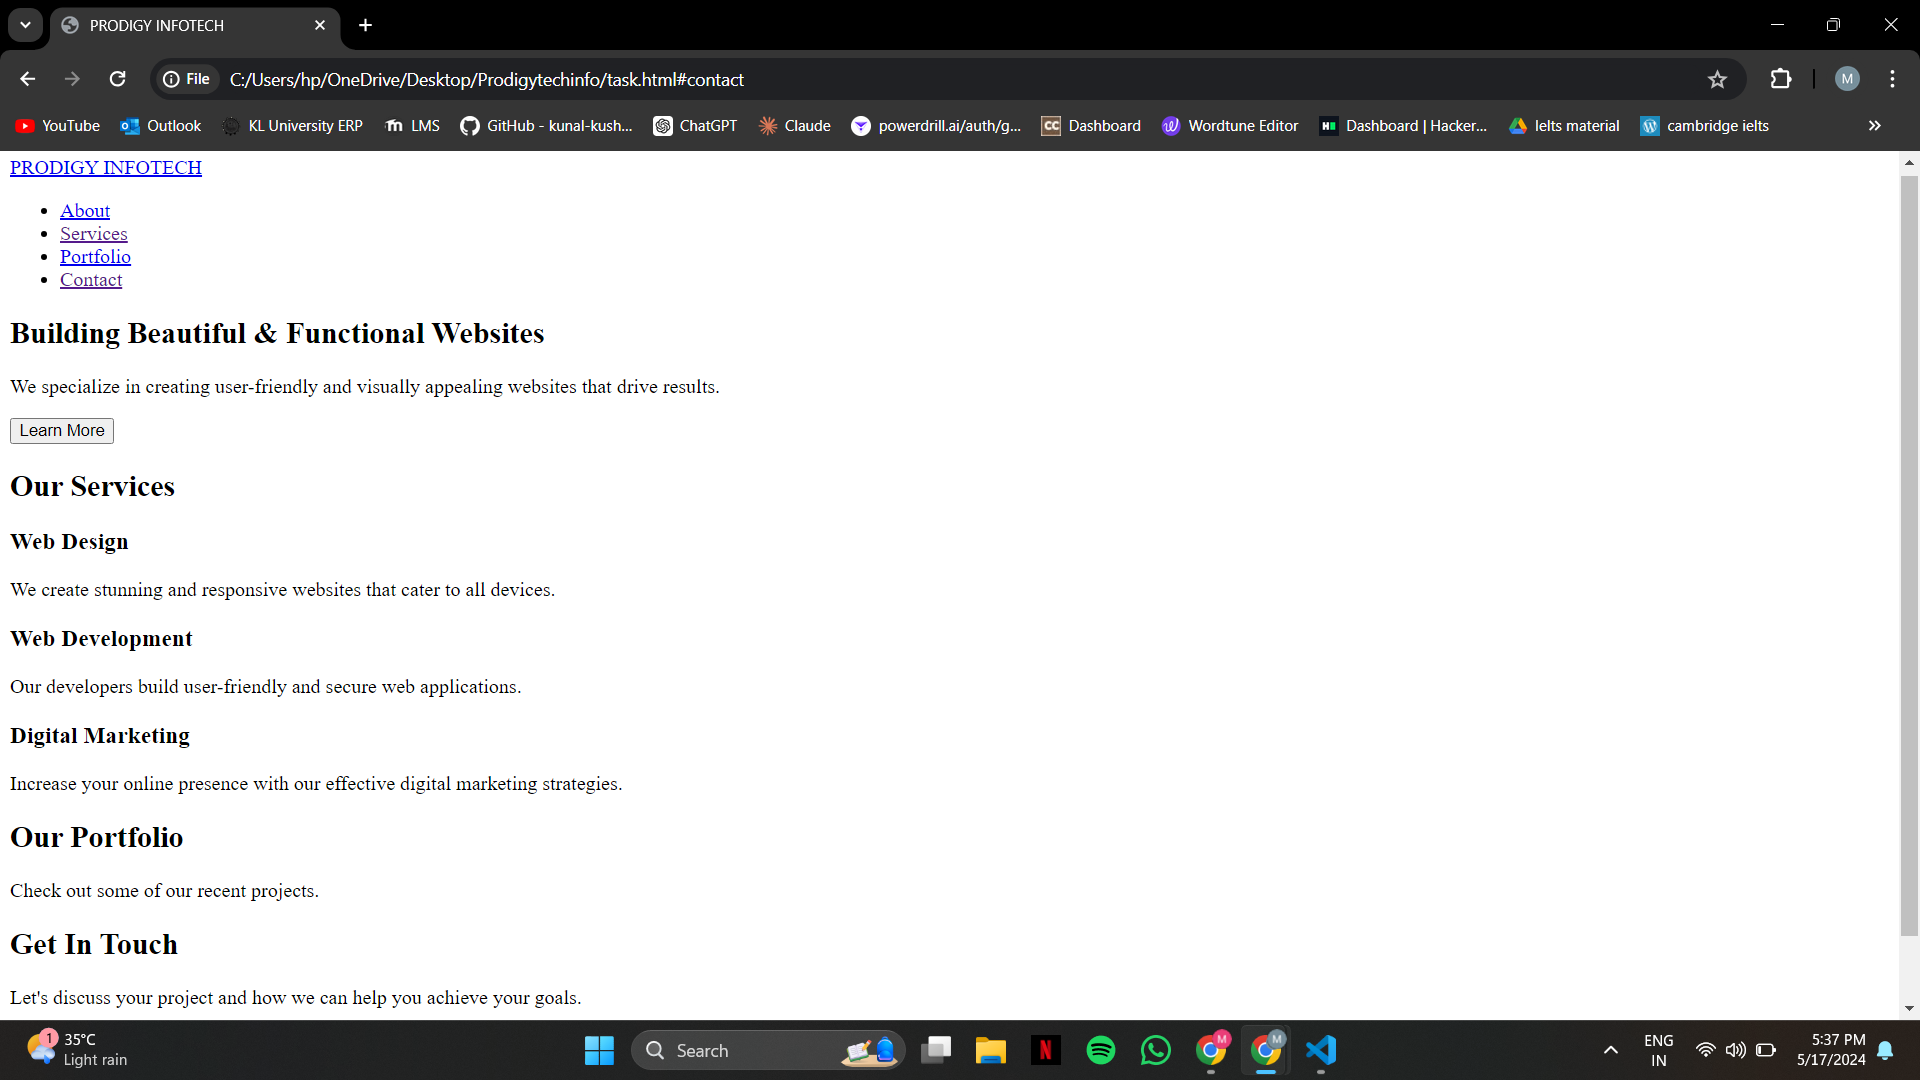 PRODIGY INFOTECH
File C:/Users/hp/OneDrive/Desktop/Prodigytechinfo/task.html#contact M
YouTube Outlook KL University ERP LMS GitHub - kunal-kush... ChatGPT Claude powerdrill.ai/auth/g... CC Dashboard Wordtune Editor Dashboard | Hacker... Ielts material cambridge ielts
PRODIGY INFOTECH
• About
• Services
• Portfolio
• Contact
Building Beautiful & Functional Websites
We specialize in creating user-friendly and visually appealing websites that drive results.
Learn More
Our Services
Web Design
We create stunning and responsive websites that cater to all devices.
Web Development
Our developers build user-friendly and secure web applications.
Digital Marketing
Increase your online presence with our effective digital marketing strategies.
Our Portfolio
Check out some of our recent projects.
Get In Touch
Let's discuss your project and how we can help you achieve your goals.
1 35°C
Light rain
Search
N
M
M
ENG
IN
5:37 PM
5/17/2024